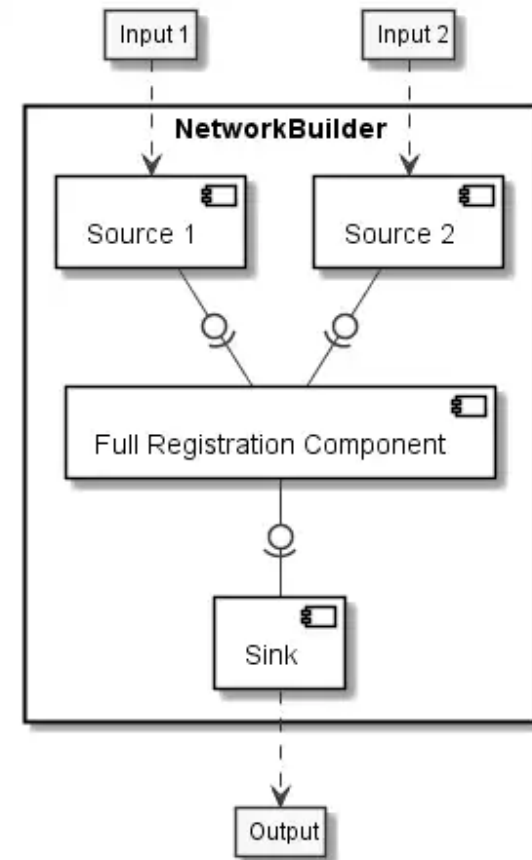 Input 1
Input 2
NetworkBuilder
Source 1
Source 2
Full Registration Component
Sink
Output